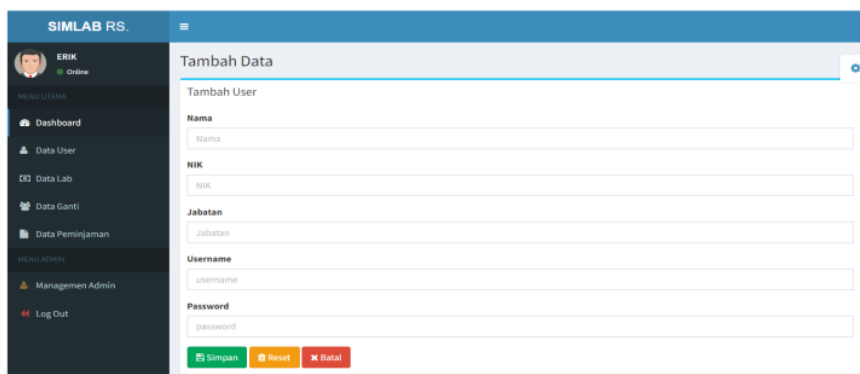 SIMLAB RS.
ERIK
Online
MENU UTAMA
Dashboard
Data User
Data Lab
Data Ganti
Data Peminjaman
MENU ADMIN
Managemen Admin
Log Out
Tambah Data
Tambah User
Nama
Nama
NIK
NIK
Jabatan
Jabatan
Username
username
Password
password
Simpan Reset Batal